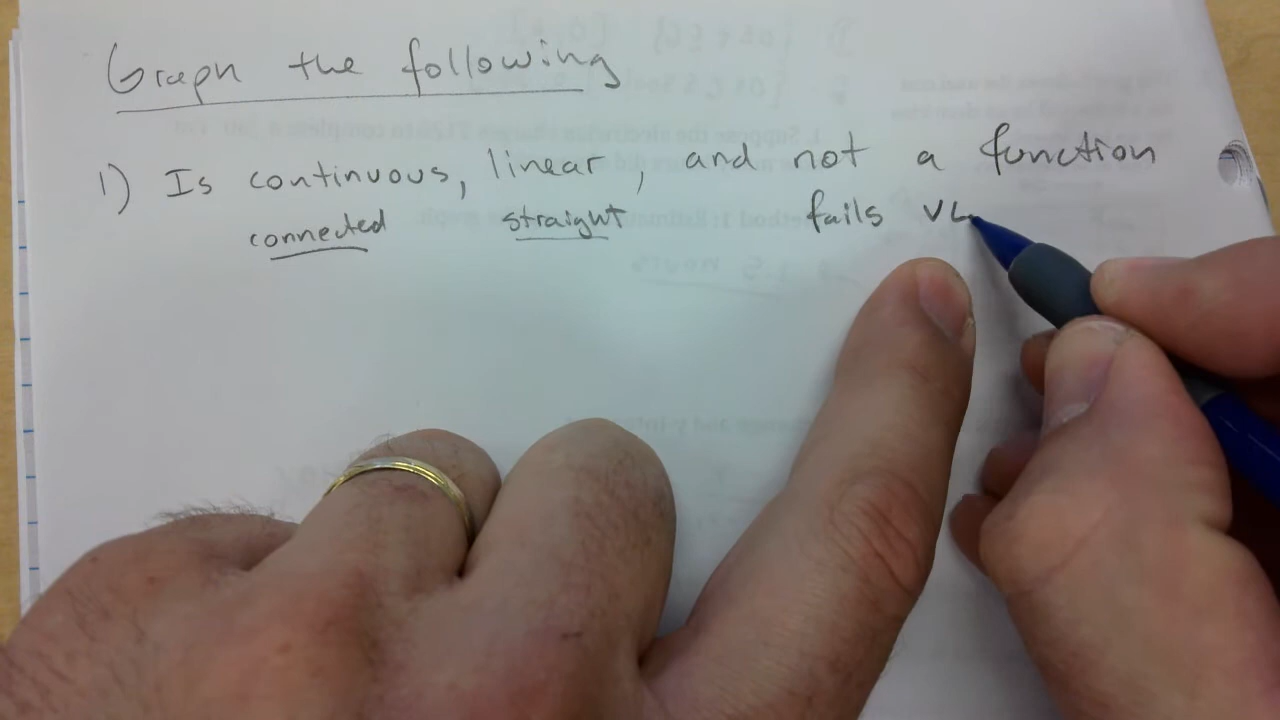 Graph the following
1) Is continuous, linear, and not a function
connected straight fails VL